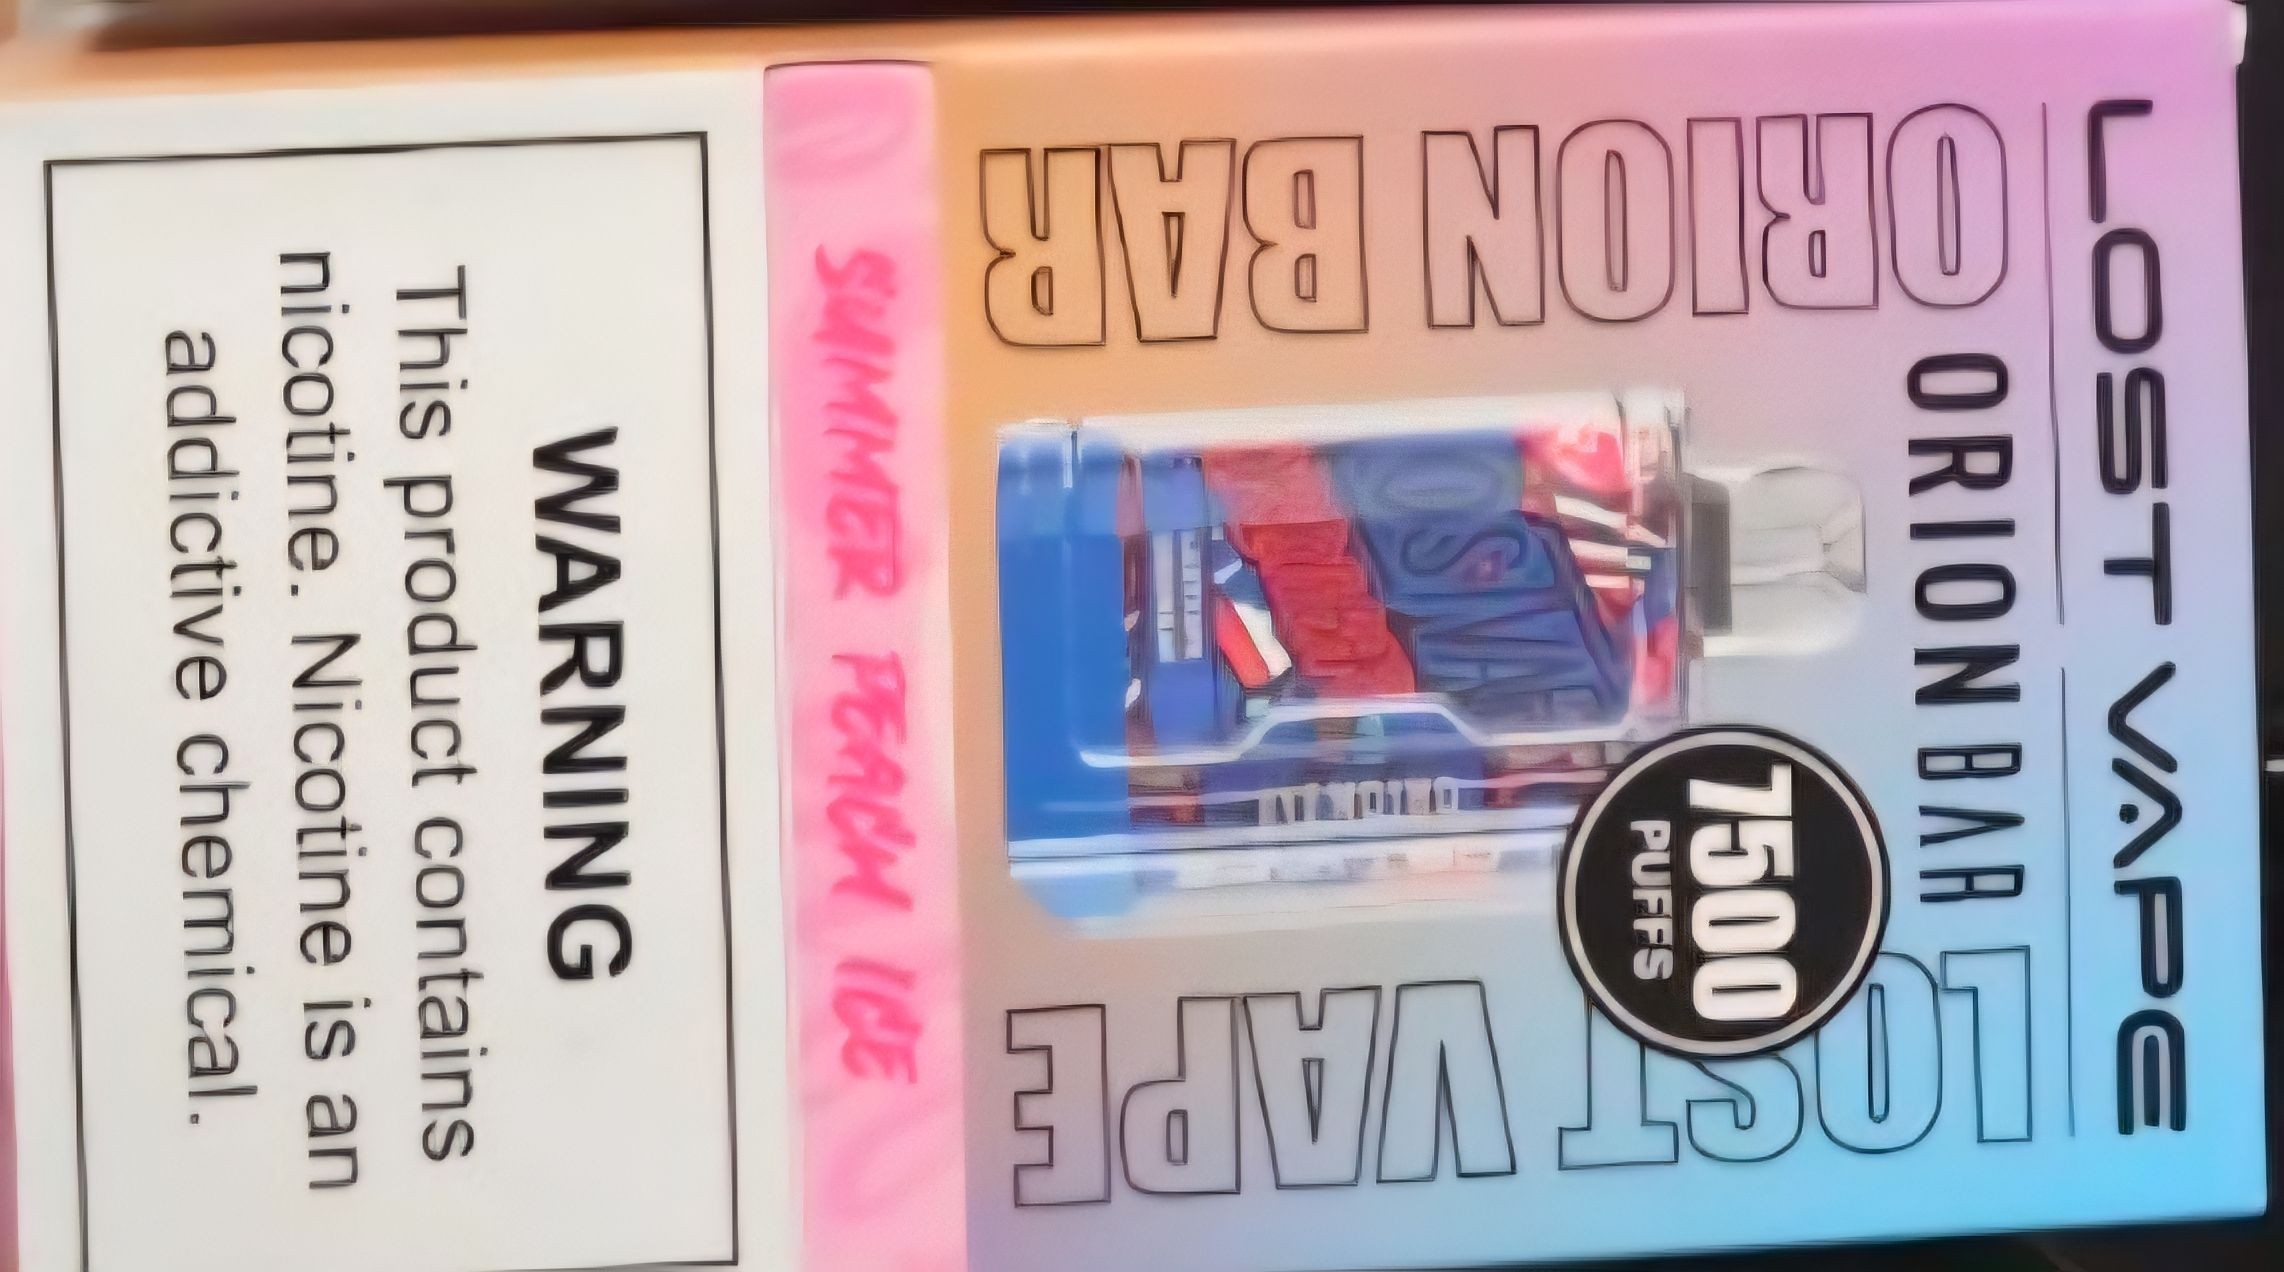 LOST VAPE
ORION BAR
ORION BAR
LOST VAPE
7500
PUFFS
ORION
SUMMER PEACH ICE
WARNING
This product contains
nicotine. Nicotine is an
addictive chemical.